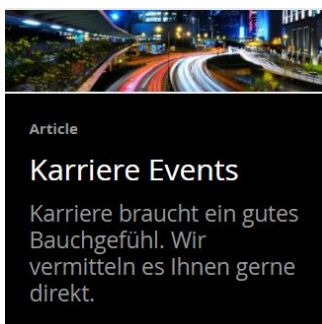 Article
Karriere Events
Karriere braucht ein gutes
Bauchgefühl. Wir
vermitteln es Ihnen gerne
direkt.